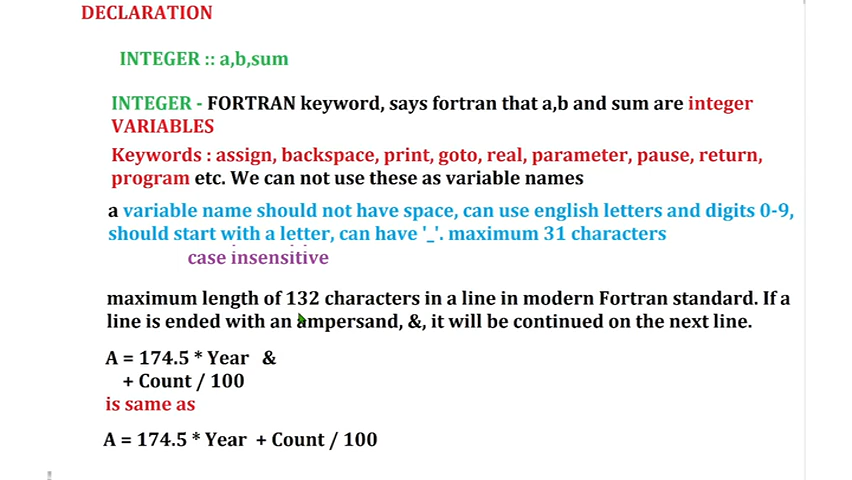 DECLARATION
INTEGER :: a,b,sum
INTEGER - FORTRAN keyword, says fortran that a,b and sum are integer
VARIABLES
Keywords : assign, backspace, print, goto, real, parameter, pause, return,
program etc. We can not use these as variable names
a variable name should not have space, can use english letters and digits 0-9,
should start with a letter, can have '_'. maximum 31 characters
case insensitive
maximum length of 132 characters in a line in modern Fortran standard. If a
line is ended with an ampersand, &, it will be continued on the next line.
A = 174.5 * Year &
+ Count / 100
is same as
A = 174.5 * Year + Count / 100